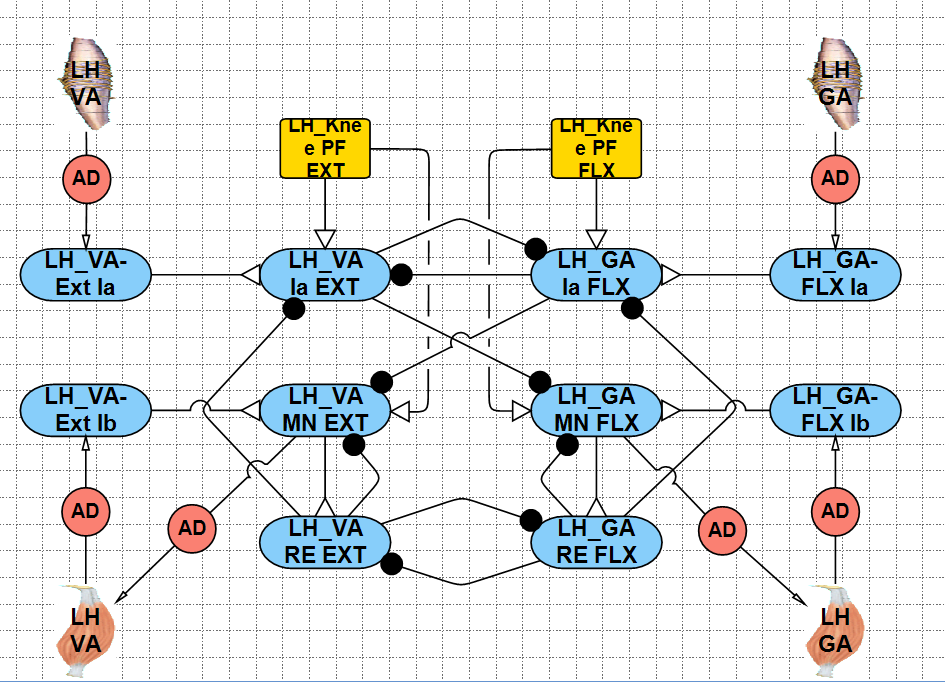 LH
VA
LH
GA
LH_Kne
e PF
EXT
LH_Kne
e PF
FLX
AD
AD
LH_VA-
Ext Ia
LH_VA
Ia EXT
LH_GA
Ia FLX
LH_GA-
FLX Ia
LH_VA-
Ext Ib
LH_VA
MN EXT
LH_GA
MN FLX
LH_GA-
FLX Ib
AD
AD
AD
AD
LH_VA
RE EXT
LH_GA
RE FLX
LH
VA
LH
GA